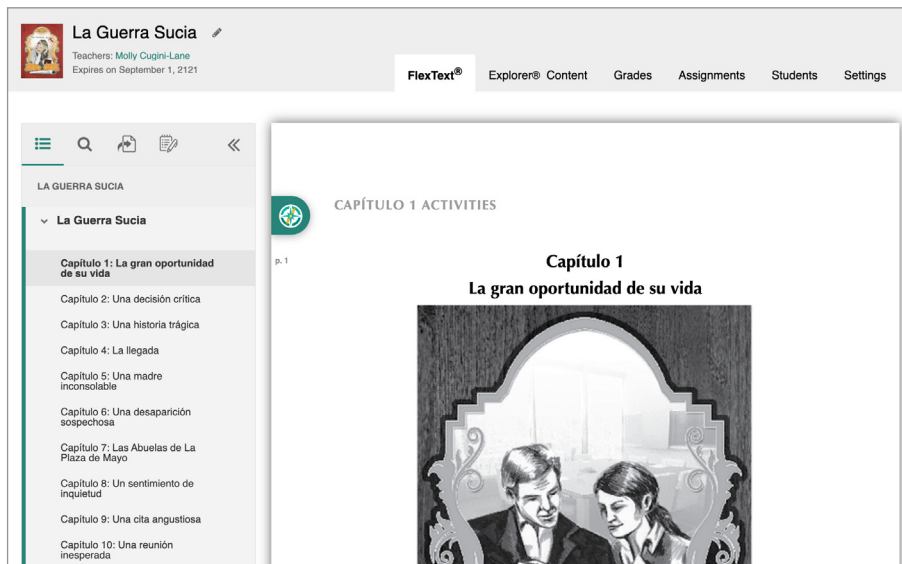 La Guerra Sucia
Teachers: Molly Cugini-Lane
Expires on September 1, 2121
FlexText® Explorer® Content Grades Assignments Students Settings
LA GUERRA SUCIA
La Guerra Sucia
Capítulo 1: La gran oportunidad
de su vida
Capítulo 2: Una decisión crítica
Capítulo 3: Una historia trágica
Capítulo 4: La llegada
Capítulo 5: Una madre
inconsolable
Capítulo 6: Una desaparición
sospechosa
Capítulo 7: Las Abuelas de La
Plaza de Mayo
Capítulo 8: Un sentimiento de
inquietud
Capítulo 9: Una cita angustiosa
Capítulo 10: Una reunión
inesperada
CAPÍTULO 1 ACTIVITIES
p. 1
Capítulo 1
La gran oportunidad de su vida